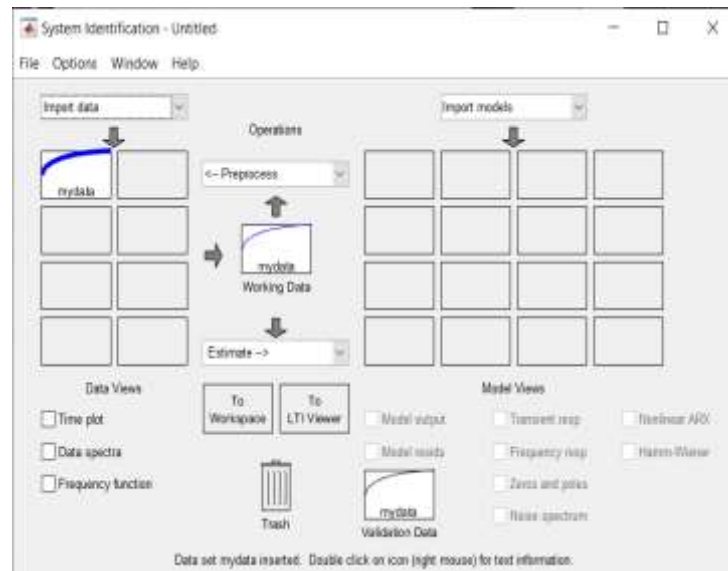 System Identification - Untitled
File Options Window Help
Import data
Import models
Operations
<-- Preprocess
mydata
mydata
Working Data
Estimate -->
Data Views
To Workspace
To LTI Viewer
Model Views
Time plot
Data spectra
Frequency function
Model output
Transient resp
Nonlinear ARX
Model resids
Frequency resp
Hamm-Wiener
Zeros and poles
Noise spectrum
Trash
mydata
Validation Data
Data set mydata inserted. Double click on icon (right mouse) for text information.